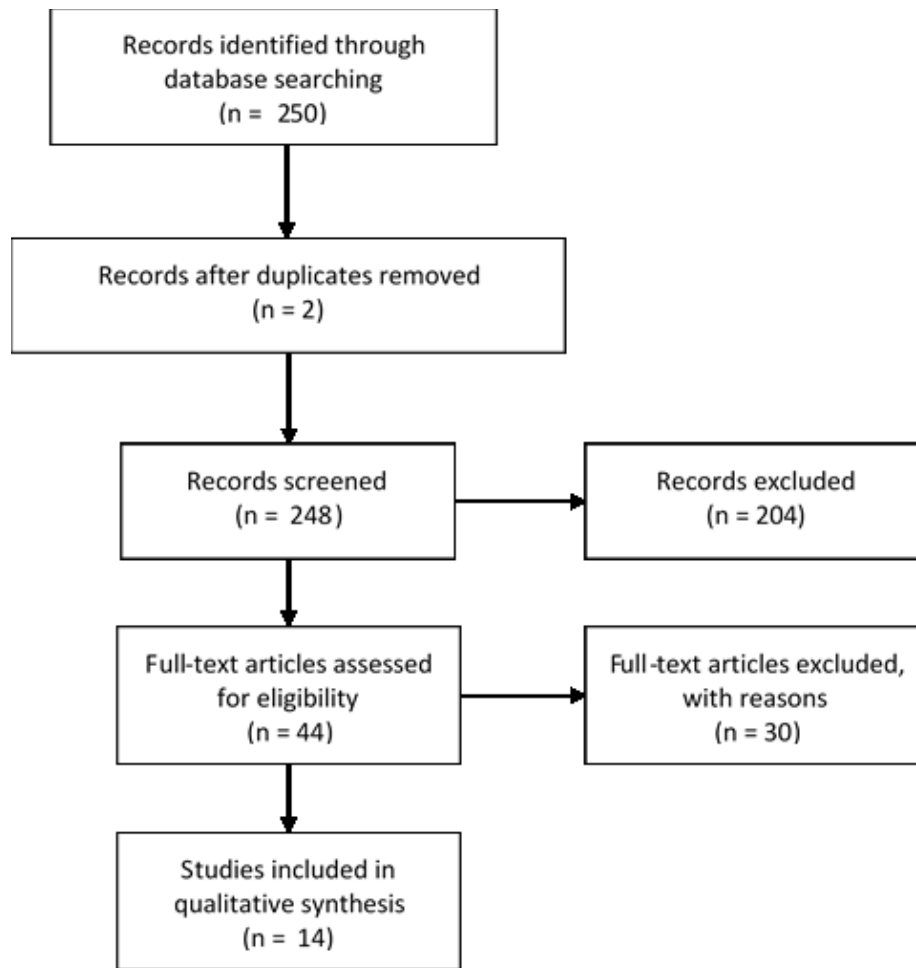 Records identified through
database searching
(n = 250)
Records after duplicates removed
(n = 2)
Records screened
(n = 248)
Records excluded
(n = 204)
Full-text articles assessed
for eligibility
(n = 44)
Full-text articles excluded,
with reasons
(n = 30)
Studies included in
qualitative synthesis
(n = 14)